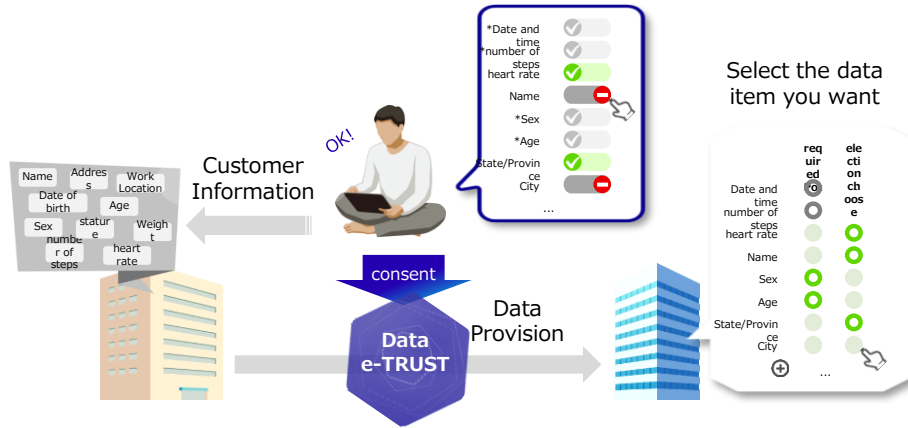 *Date and
time
*number of
steps
heart rate
Name
*Sex
*Age
State/Provin
ce
City
...
OK!
Select the data
item you want
req
uired
*o
ele
cti
on
ch
oos
e
Date and
time
number of
steps
heart rate
Name
Sex
Age
State/Provin
ce
City
...
Customer
Information
Name
Addres
s
Work
Location
Date of
birth
Age
Sex
statur
e
Weigh
t
numbe
r of
steps
heart
rate
consent
Data
e-TRUST
Data
Provision